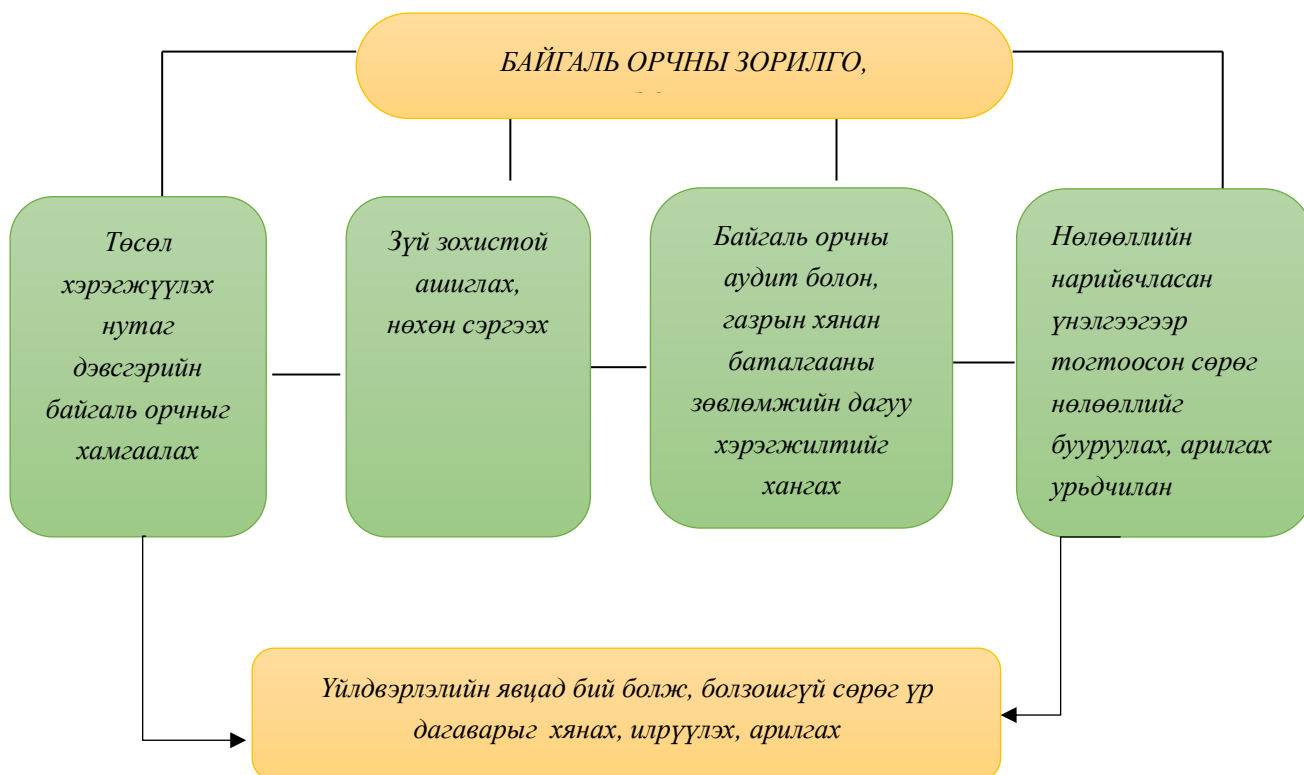 БАЙГАЛЬ ОРЧНЫ ЗОРИЛГО,
Төсөл
хэрэгжүүлэх
нутаг
дэвсгэрийн
байгаль орчныг
хамгаалах
Зүй зохистой
ашиглах,
нөхөн сэргээх
Байгаль орчны
аудит болон,
газрын хянан
баталгааны
зөвлөмжийн дагуу
хэрэгжилтийг
хангах
Нөлөөллийн
нарийвчласан
үнэлгээгээр
тогтоосон сөрөг
нөлөөллийг
бууруулах, арилгах
урьдчилан
Үйлдвэрлэлийн явцад бий болж, болзошгүй сөрөг үр
дагаварыг хянах, илрүүлэх, арилгах